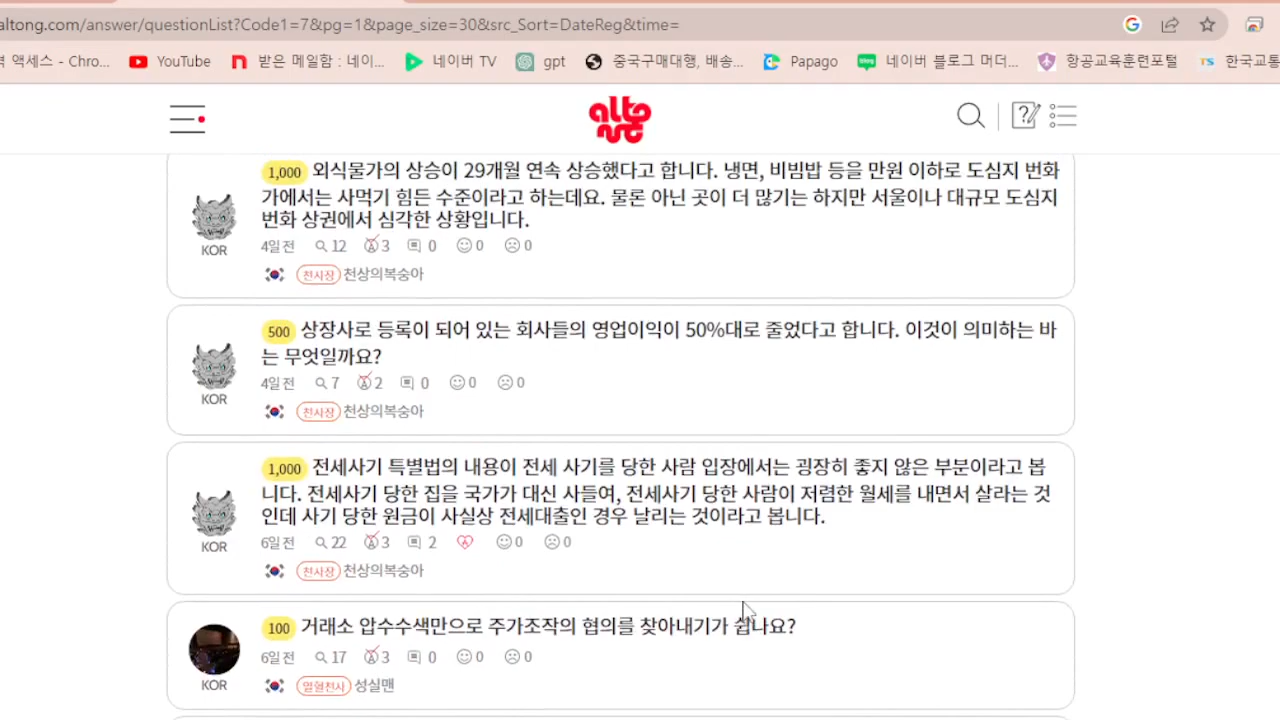 altong.com/answer/questionList?Code1=7&pg=1&page_size=30&src_Sort=DateReg&time=
액세스 - Chro... YouTube 받은 메일함 : 네이... 네이버 TV gpt 중국구매대행, 배송... Papago 네이버 블로그 머더... 항공교육훈련포털 TS 한국교통
1,000 외식물가의 상승이 29개월 연속 상승했다고 합니다. 냉면, 비빔밥 등을 만원 이하로 도심지 번화
가에서는 사먹기 힘든 수준이라고 하는데요. 물론 아닌 곳이 더 많기는 하지만 서울이나 대규모 도심지
번화 상권에서 심각한 상황입니다.
KOR
4일 전 12 3 0 0 0
천사장 천상의복숭아
500 상장사로 등록이 되어 있는 회사들의 영업이익이 50%대로 줄었다고 합니다. 이것이 의미하는 바
는 무엇일까요?
4일 전 7 2 0 0 0
KOR
천사장 천상의복숭아
1,000 전세사기 특별법의 내용이 전세 사기를 당한 사람 입장에서는 굉장히 좋지 않은 부분이라고 봅
니다. 전세사기 당한 집을 국가가 대신 사들여, 전세사기 당한 사람이 저렴한 월세를 내면서 살라는 것
인데 사기 당한 원금이 사실상 전세대출인 경우 날리는 것이라고 봅니다.
6일 전 22 3 2 0 0
KOR
천사장 천상의복숭아
100 거래소 압수수색만으로 주가조작의 협의를 찾아내기가 쉽나요?
6일 전 17 3 0 0 0
KOR
열혈전사 성실맨